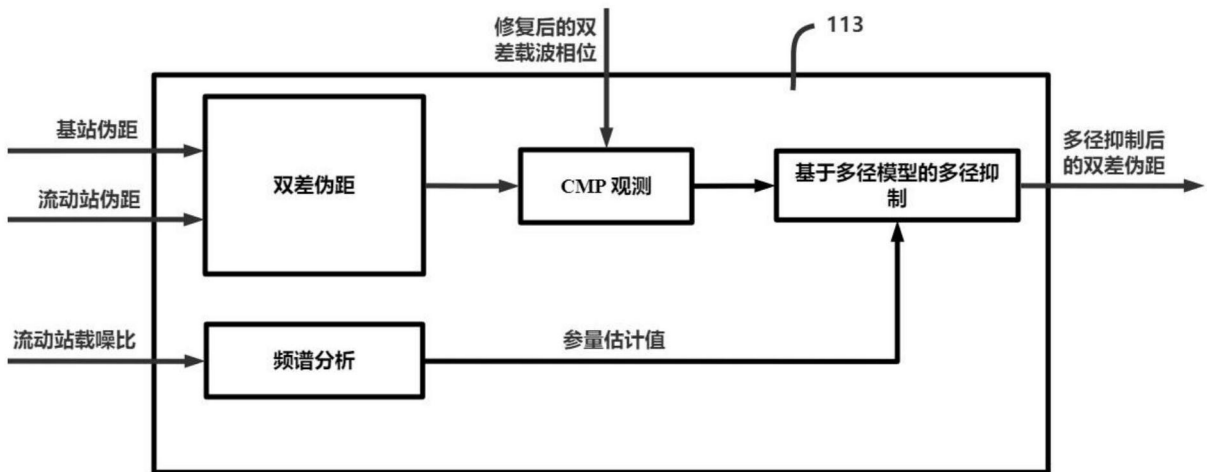 修复后的双
差载波相位
113
基站伪距
流动站伪距
双差伪距
CMP 观测
基于多径模型的多径抑
制
多径抑制后
的双差伪距
流动站载噪比
频谱分析
参量估计值